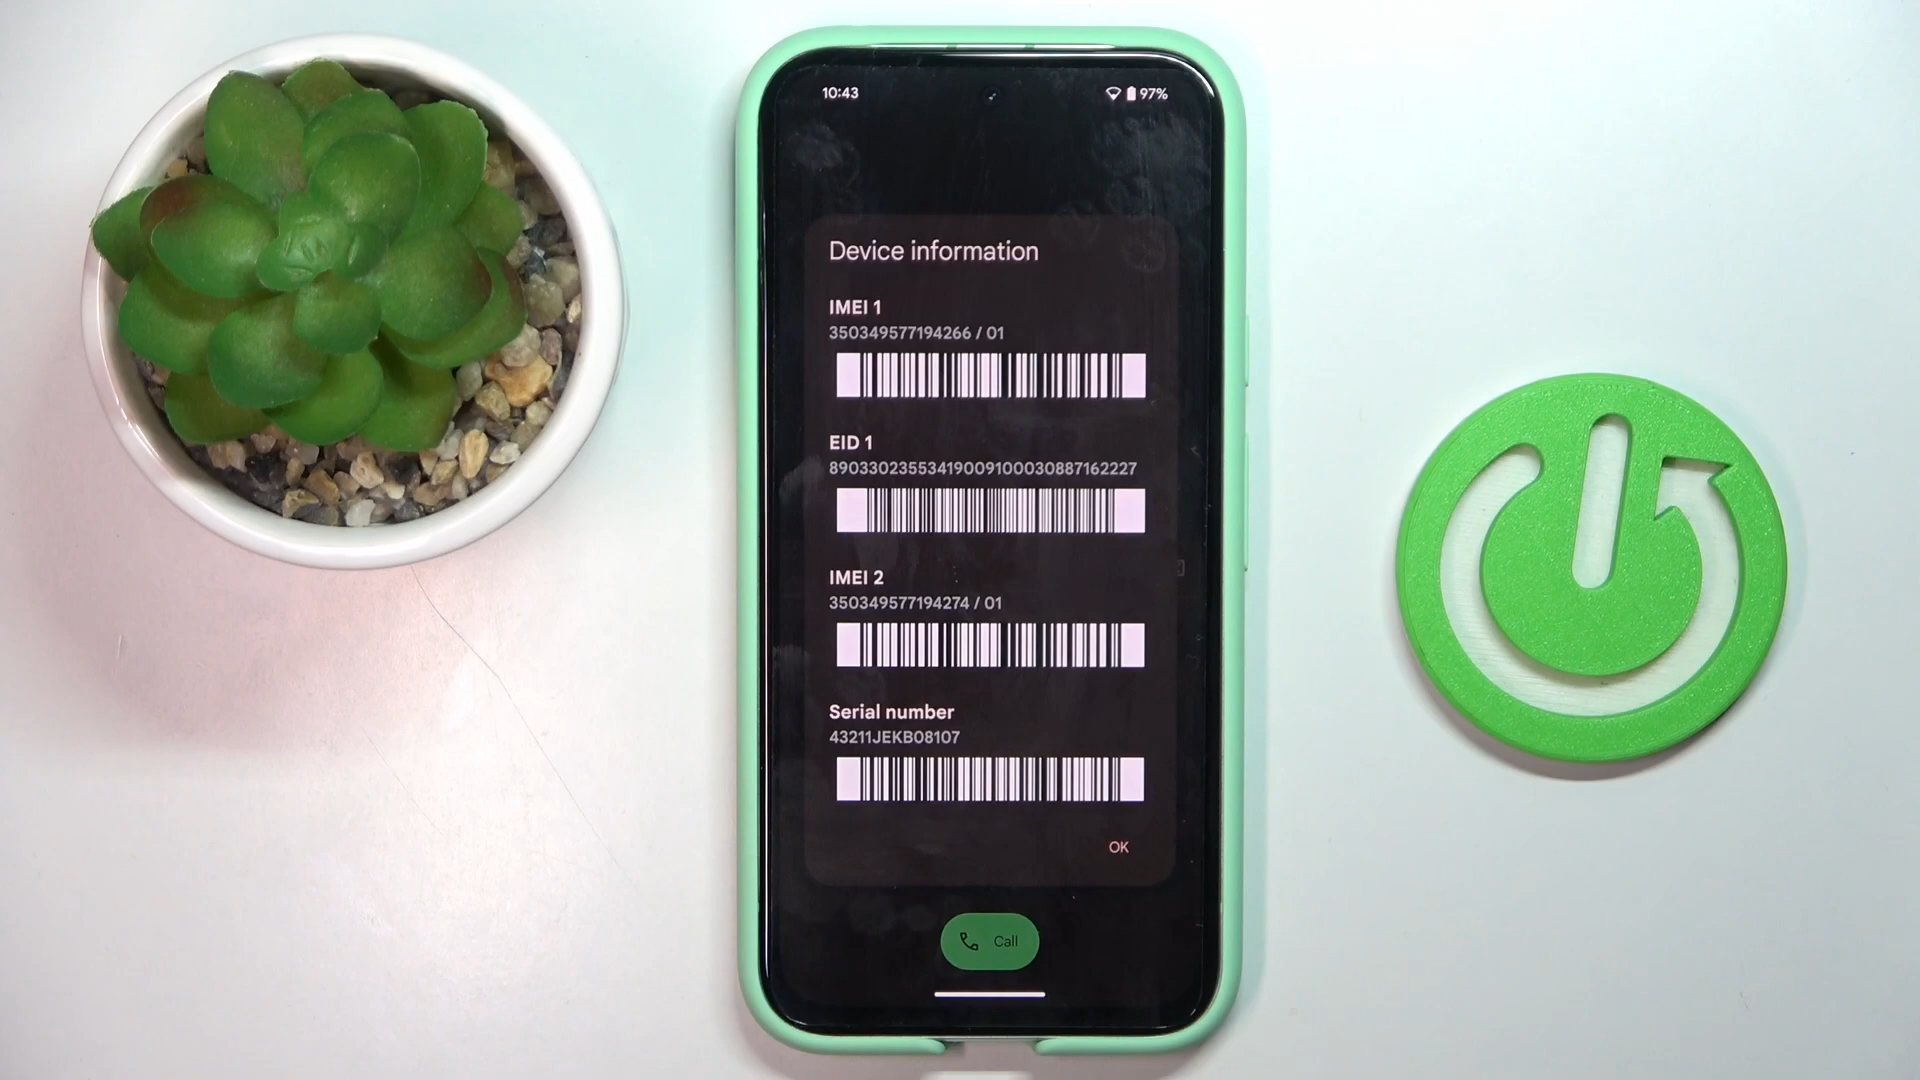 10:43
97%
Device information
IMEI 1
350349577194266 / 01
EID 1
89033023553419009100030887162227
IMEI 2
350349577194274 / 01
Serial number
43211JEKB08107
OK
Call